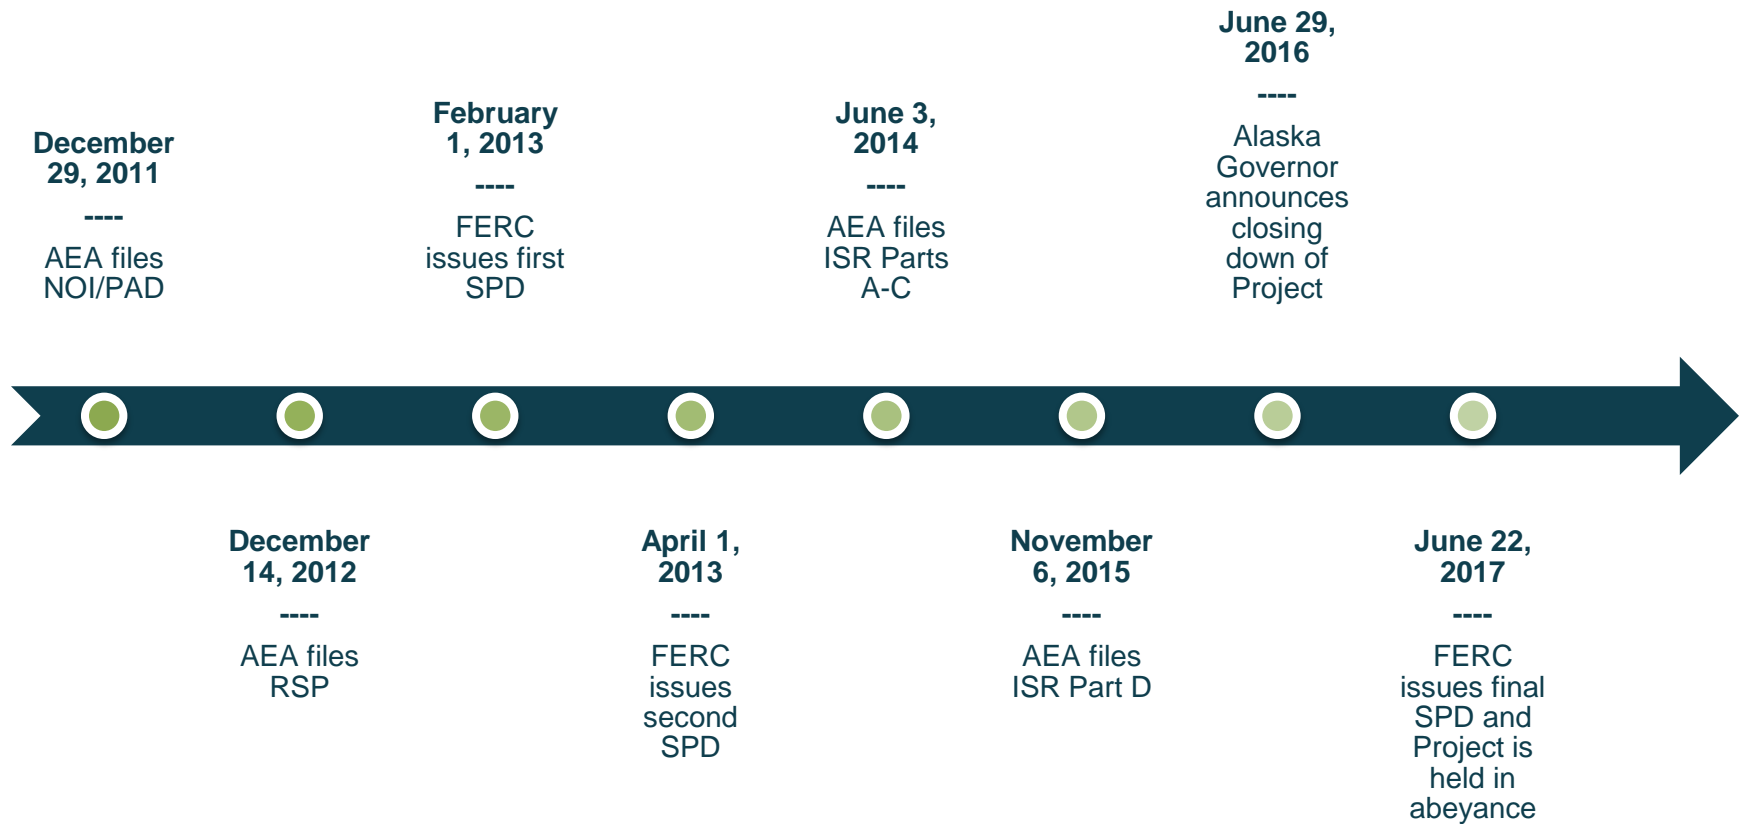 December
29, 2011
----
AEA files
NOI/PAD
December
14, 2012
----
AEA files
RSP
February
1, 2013
----
FERC
issues first
SPD
April 1,
2013
----
FERC
issues
second
SPD
June 3,
2014
----
AEA files
ISR Parts
A-C
November
6, 2015
----
AEA files
ISR Part D
June 29,
2016
----
Alaska
Governor
announces
closing
down of
Project
June 22,
2017
----
FERC
issues final
SPD and
Project is
held in
abeyance